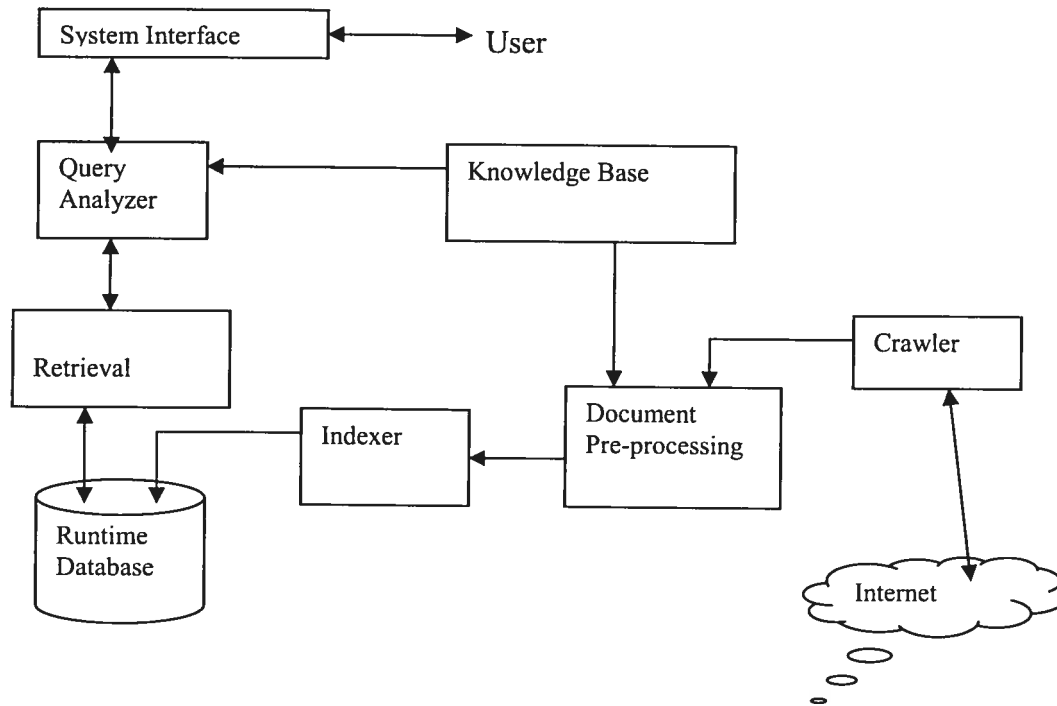 System Interface
User
Query
Analyzer
Knowledge Base
Retrieval
Crawler
Indexer
Document
Pre-processing
Runtime
Database
Internet